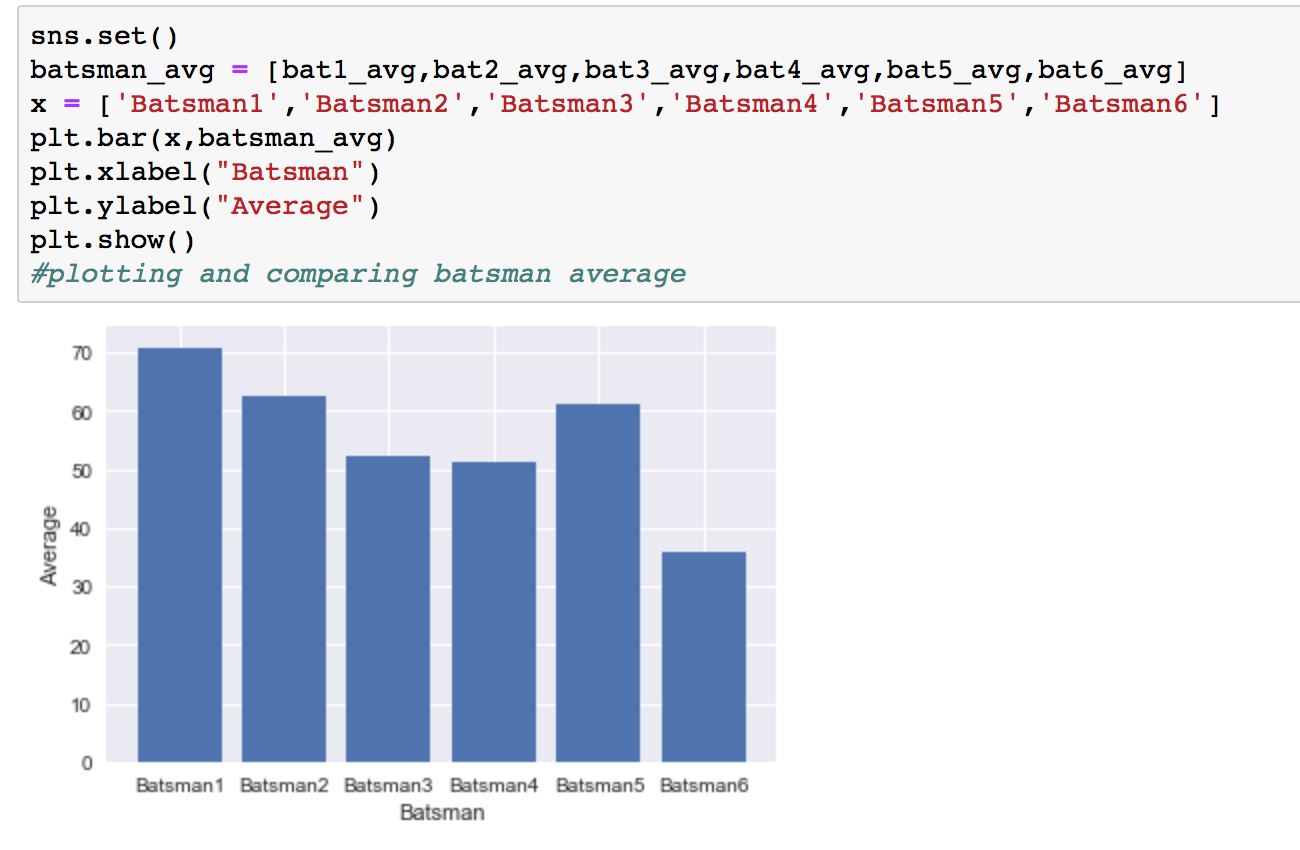 sns.set()
batsman_avg = [bat1_avg,bat2_avg,bat3_avg,bat4_avg,bat5_avg,bat6_avg]
x = ['Batsman1','Batsman2','Batsman3','Batsman4','Batsman5','Batsman6']
plt.bar(x,batsman_avg)
plt.xlabel("Batsman")
plt.ylabel("Average")
plt.show()
#plotting and comparing batsman average
70
60
50
40
30
20
10
0
Average
Batsman1 Batsman2 Batsman3 Batsman4 Batsman5 Batsman6
Batsman